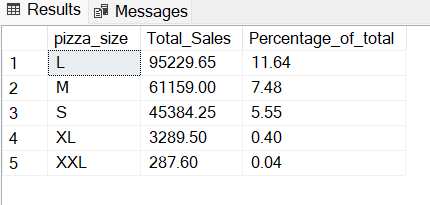 Results Messages
pizza_size Total_Sales Percentage_of_total
1 L 95229.65 11.64
2 M 61159.00 7.48
3 S 45384.25 5.55
4 XL 3289.50 0.40
5 XXL 287.60 0.04